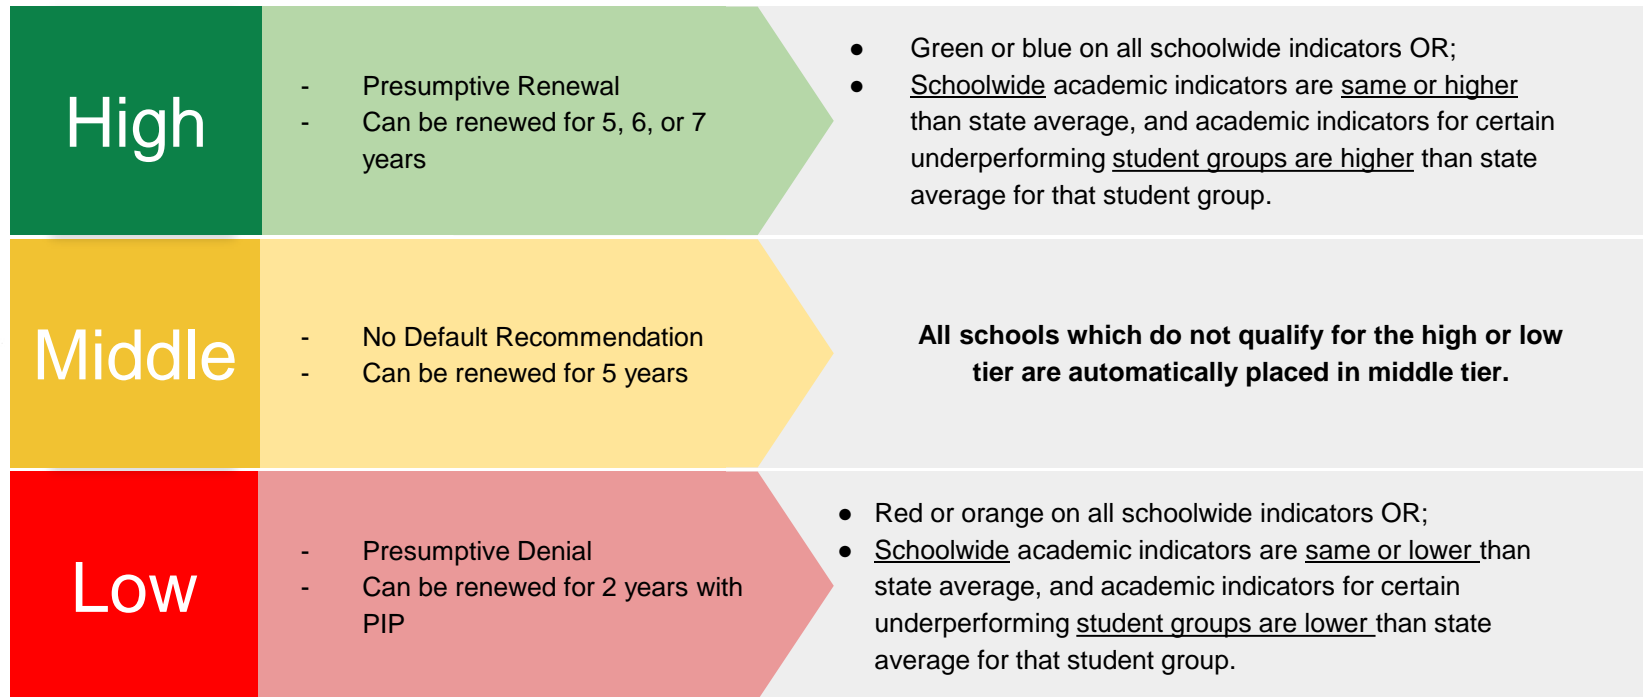 High
- Presumptive Renewal
- Can be renewed for 5, 6, or 7
years
● Green or blue on all schoolwide indicators OR;
● Schoolwide academic indicators are same or higher
than state average, and academic indicators for certain
underperforming student groups are higher than state
average for that student group.
Middle
- No Default Recommendation
- Can be renewed for 5 years
All schools which do not qualify for the high or low
tier are automatically placed in middle tier.
Low
- Presumptive Denial
- Can be renewed for 2 years with
PIP
● Red or orange on all schoolwide indicators OR;
● Schoolwide academic indicators are same or lower than
state average, and academic indicators for certain
underperforming student groups are lower than state
average for that student group.